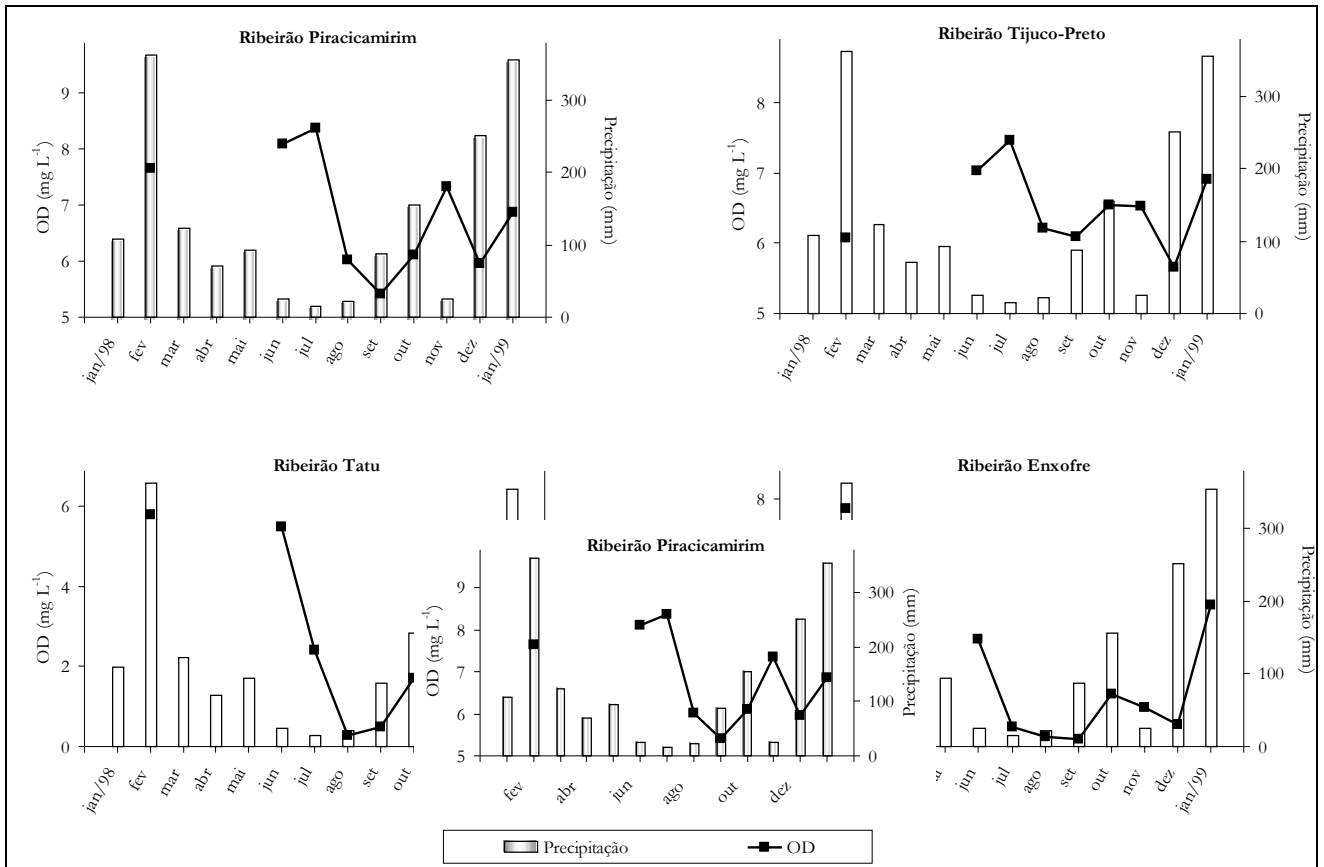 Ribeirão Piracicamirim
OD (mg L-1)
9
8
7
6
5
300
200
100
0
Precipitação (mm)
jan/98 fev mar abr mai jun jul ago set out nov dez jan/99
Ribeirão Tijuco-Preto
OD (mg L-1)
8
7
6
5
300
200
100
0
Precipitação (mm)
jan/98 fev mar abr mai jun jul ago set out nov dez jan/99
Ribeirão Tatu
OD (mg L-1)
6
4
2
0
jan/98 fev mar abr mai jun jul ago set out
8
Ribeirão Piracicamirim
OD (mg L-1)
9
8
7
6
5
300
200
100
0
Precipitação (mm)
fev abr jun ago out dez
Ribeirão Enxofre
300
200
100
0
Precipitação (mm)
jun jul ago set out nov dez jan/99
Precipitação OD